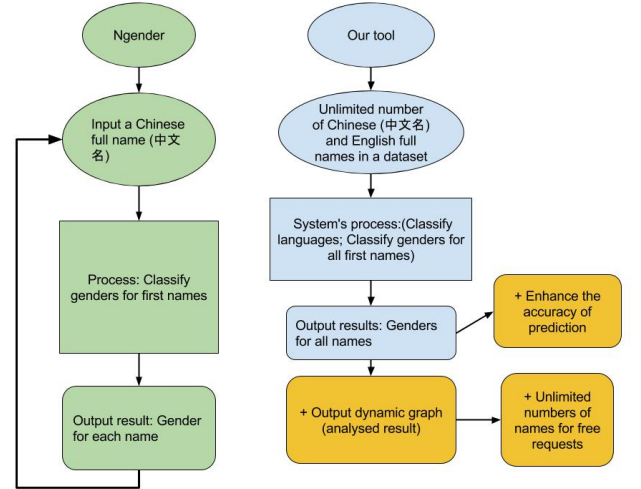 Ngender
Input a Chinese
full name (中文
名)
Process: Classify
genders for first names
Output result: Gender
for each name
Our tool
Unlimited number
of Chinese (中文名)
and English full
names in a dataset
System's process:(Classify
languages; Classify genders for
all first names)
Output results: Genders
for all names
+ Enhance the
accuracy of
prediction
+ Output dynamic graph
(analysed result)
+ Unlimited
numbers of
names for free
requests